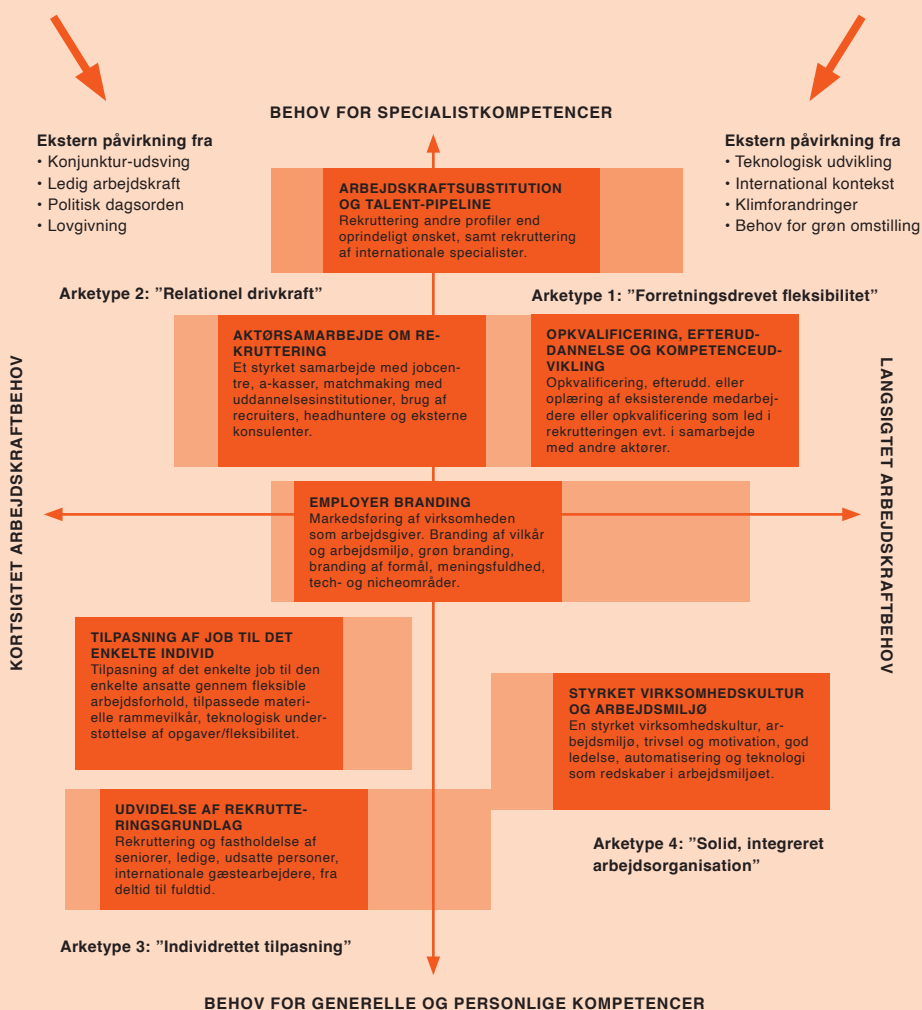 BEHOV FOR SPECIALISTKOMPETENCER
Ekstern påvirkning fra
• Konjunktur-udsving
• Ledig arbejdskraft
• Politisk dagsorden
• Lovgivning
Ekstern påvirkning fra
• Teknologisk udvikling
• International kontekst
• Klimforandringer
• Behov for grøn omstilling
ARBEJDSKRAFTSUBSTITUTION
OG TALENT-PIPELINE
Rekruttering andre profiler end
oprindeligt ønsket, samt rekruttering
af internationale specialister.
Arketype 2: ”Relationel drivkraft”
Arketype 1: ”Forretningsdrevet fleksibilitet”
AKTØRSAMARBEJDE OM RE-
KRUTTERING
Et styrket samarbejde med jobcen-
tre, a-kasser, matchmaking med
uddannelsesinstitutioner, brug af
recruiters, headhuntere og eksterne
konsulenter.
OPKVALIFICERING, EFTERUD-
DANNELSE OG KOMPETENCEUD-
VIKLING
Opkvalificering, efterudd. eller
oplæring af eksisterende medarbej-
dere eller opkvalificering som led i
rekrutteringen evt. i samarbejde
med andre aktører.
KORTSIGTET ARBEJDSKRAFTBEHOV
LANGSIGTET ARBEJDSKRAFTBEHOV
EMPLOYER BRANDING
Markedsføring af virksomheden
som arbejdsgiver. Branding af vilkår
og arbejdsmiljø, grøn branding,
branding af formål, meningsfuldhed,
tech- og nicheområder.
TILPASNING AF JOB TIL DET
ENKELTE INDIVID
Tilpasning af det enkelte job til den
enkelte ansatte gennem fleksible
arbejdsforhold, tilpassede materi-
elle rammevilkår, teknologisk under-
støttelse af opgaver/fleksibilitet.
STYRKET VIRKSOMHEDSKULTUR
OG ARBEJDSMILJØ
En styrket virksomhedskultur, ar-
bejdsmiljø, trivsel og motivation, god
ledelse, automatisering og teknologi
som redskaber i arbejdsmiljøet.
UDVIDELSE AF REKRUTTE-
RINGSGRUNDLAG
Rekruttering og fastholdelse af
seniorer, ledige, udsatte personer,
internationale gæstearbejdere, fra
deltid til fuldtid.
Arketype 4: ”Solid, integreret
arbejdsorganisation”
Arketype 3: ”Individrettet tilpasning”
BEHOV FOR GENERELLE OG PERSONLIGE KOMPETENCER